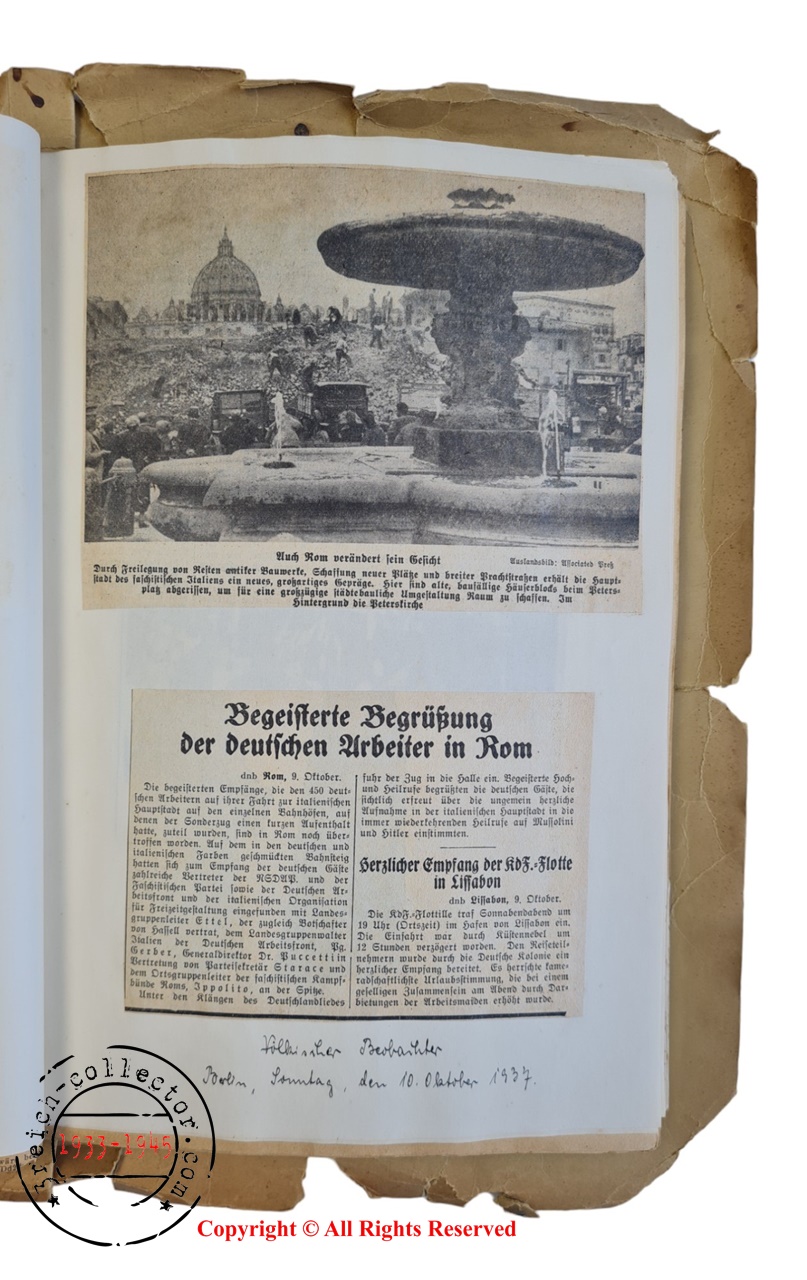 Auch Rom verändert sein Gesicht
Auslandsbild: Associated Preß
Durch Freilegung von Resten antiker Bauwerke, Schaffung neuer Plätze und breiter Prachtstraßen erhält die Haupt-
stadt des faschistischen Italiens ein neues, großartiges Gepräge. Hier sind alte, baufällige Häuserblocks beim Peters-
platz abgerissen, um für eine großzügige städtebauliche Umgestaltung Raum zu schaffen. Im
Hintergrund die Peterskirche
Begeisterte Begrüßung
der deutschen Arbeiter in Rom
dnb Rom, 9. Oktober.
Die begeisterten Empfänge, die den 450 deut-
schen Arbeitern auf ihrer Fahrt zur italienischen
Hauptstadt auf den einzelnen Bahnhöfen, auf
denen der Sonderzug einen kurzen Aufenthalt
hatte, zuteil wurden, sind in Rom noch über-
troffen worden. Auf dem in den deutschen und
italienischen Farben geschmückten Bahnsteig
hatten sich zum Empfang der deutschen Gäste
zahlreiche Vertreter der NSDAP. und der
Faschistischen Partei sowie der Deutschen Ar-
beitsfront und der italienischen Organisation
für Freizeitgestaltung eingefunden mit Landes-
gruppenleiter Ettel, der zugleich Botschafter
von Hassell vertrat, dem Landesgruppenwalter
Italien der Deutschen Arbeitsfront, Pg.
Gerber, Generaldirektor Dr. Puccetti in
Vertretung von Parteisekretär Starace und
dem Ortsgruppenleiter der faschistischen Kampf-
bünde Roms, Ippolito, an der Spitze.
Unter den Klängen des Deutschlandliedes
fuhr der Zug in die Halle ein. Begeisterte Hoch-
und Heilrufe begrüßten die deutschen Gäste, die
sichtlich erfreut über die ungemein herzliche
Aufnahme in der italienischen Hauptstadt in die
immer wiederkehrenden Heilrufe auf Mussolini
und Hitler einstimmten.
Herzlicher Empfang der KdF.-Flotte
in Lissabon
dnb Lissabon, 9. Oktober.
Die KdF.-Flottille traf Sonnabendabend um
19 Uhr (Ortszeit) im Hafen von Lissabon ein.
Die Einfahrt war durch Küstennebel um
12 Stunden verzögert worden. Den Reiseteil-
nehmern wurde durch die Deutsche Kolonie ein
herzlicher Empfang bereitet. Es herrschte kame-
radschaftlichste Urlaubsstimmung, die bei einem
geselligen Zusammensein am Abend durch Dar-
bietungen der Arbeitsmaiden erhöht wurde.
Völkischer Beobachter
Berlin, Sonntag, den 10. Oktober 1937.
3reich-collector.com
1933-1945
Copyright © All Rights Reserved